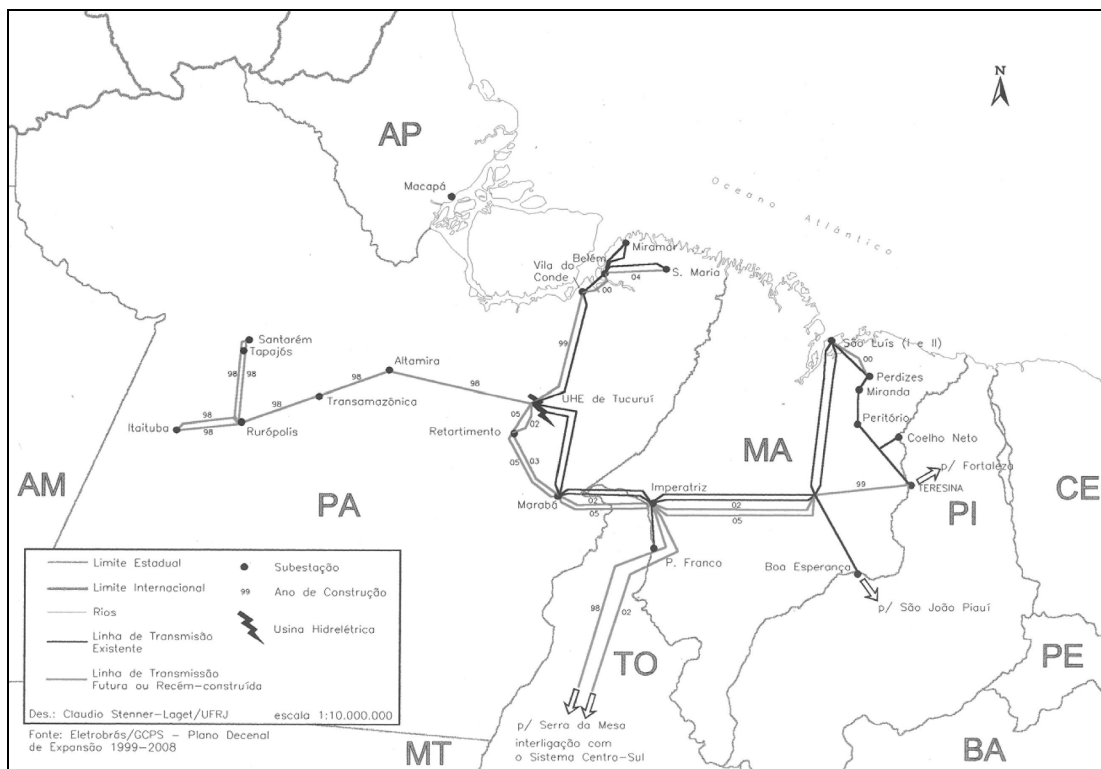 N
AP
Macapá
Oceano Atlântico
Miramar
Belém
Vila do
Conde
S. Maria
04
00
99
Santarém
Tapajós
98
98
Altamira
98
98
Transamazônica
98
Itaituba
98
Rurópolis
UHE de Tucuruí
05
02
Retartimento
05
03
São Luís (I e II)
00
Perdizes
Miranda
Peritório
Coelho Neto
p/ Fortaleza
TERESINA
99
MA
CE
PI
AM
PA
Marabá
02
05
Imperatriz
02
05
P. Franco
Boa Esperança
p/ São João Piauí
98
02
TO
PE
BA
MT
p/ Serra da Mesa
interligação com
o Sistema Centro-Sul
Limite Estadual
Limite Internacional
Rios
Linha de Transmisão
Existente
Linha de Transmissão
Futura ou Recém-construída
Subestação
99 Ano de Construção
Usina Hidrelétrica
Des.: Claudio Stenner-Laget/UFRJ escala 1:10.000.000
Fonte: Eletrobrás/GCPS - Plano Decenal
de Expansão 1999-2008